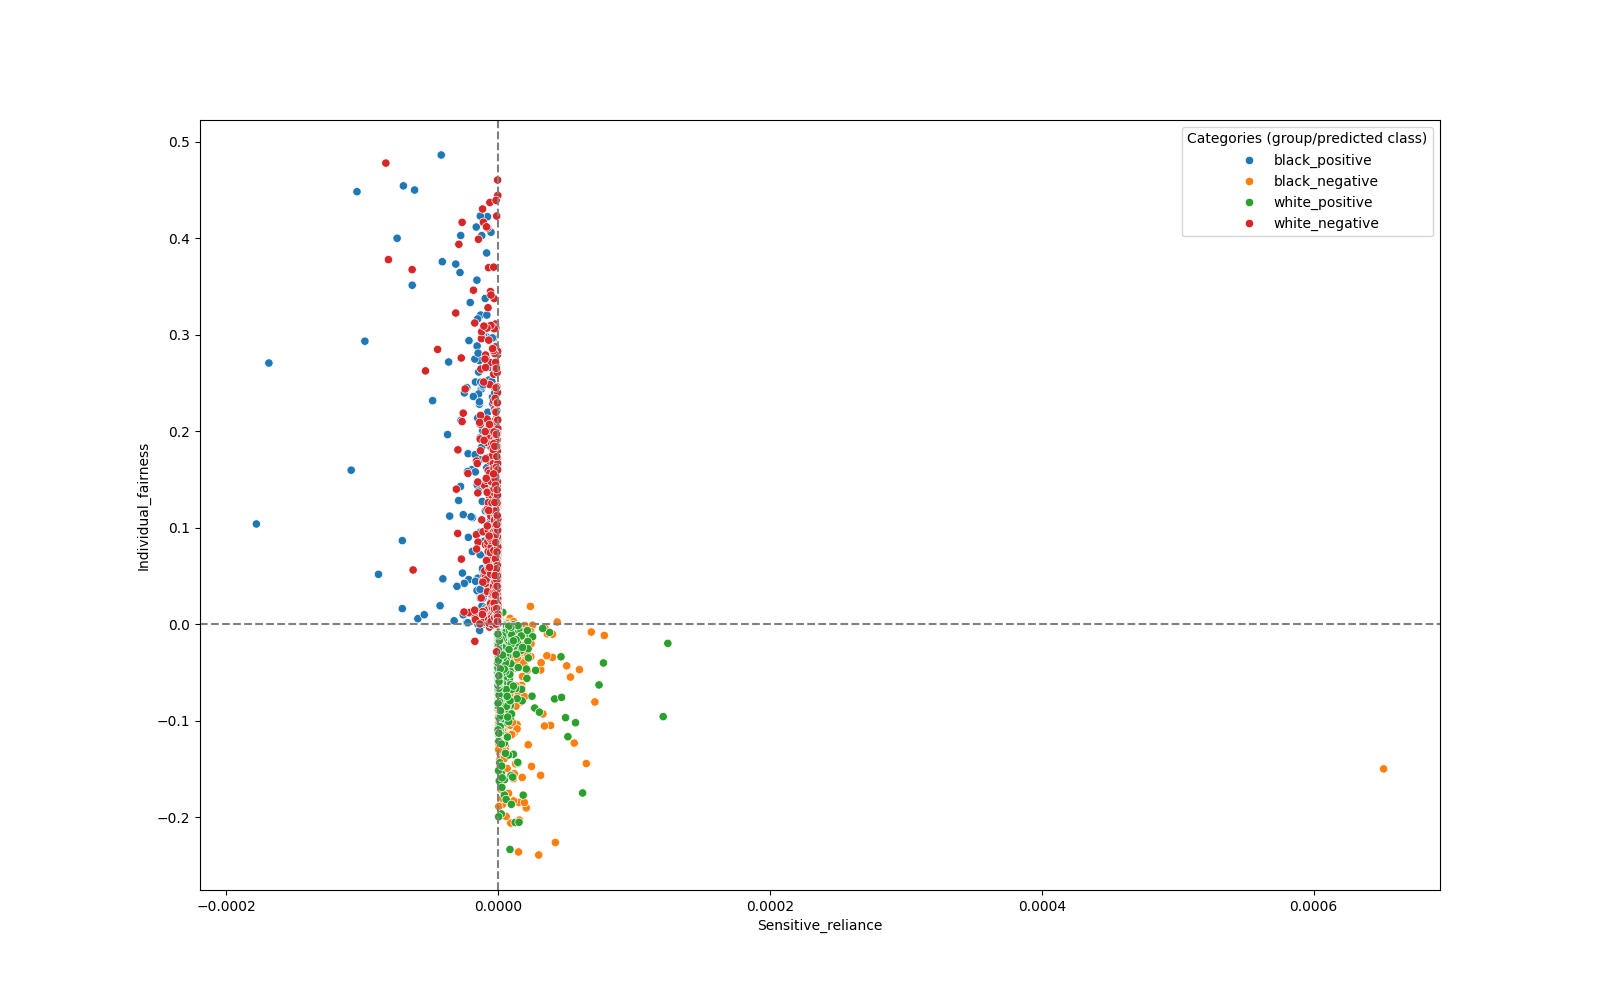 Categories (group/predicted class)
black_positive
black_negative
white_positive
white_negative
0.5
0.4
0.3
0.2
0.1
0.0
−0.1
−0.2
Individual_fairness
−0.0002
0.0000
0.0002
0.0004
0.0006
Sensitive_reliance